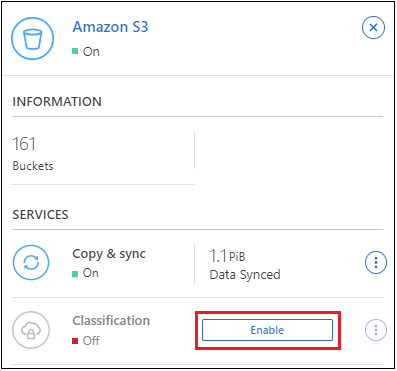 Amazon S3
On
INFORMATION
161
Buckets
SERVICES
Copy & sync
On
1.1 PiB
Data Synced
Classification
Off
Enable